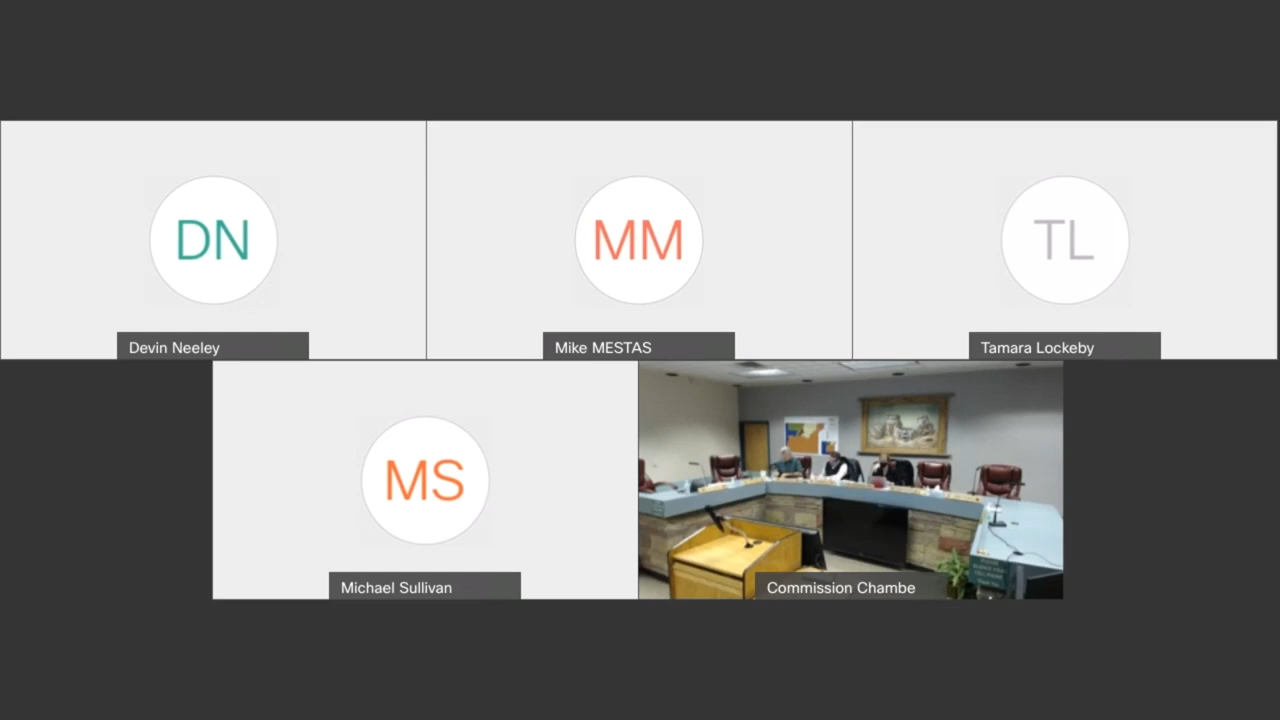 DN
MM
TL
Devin Neeley
Mike MESTAS
Tamara Lockeby
MS
Michael Sullivan
Commission Chambe